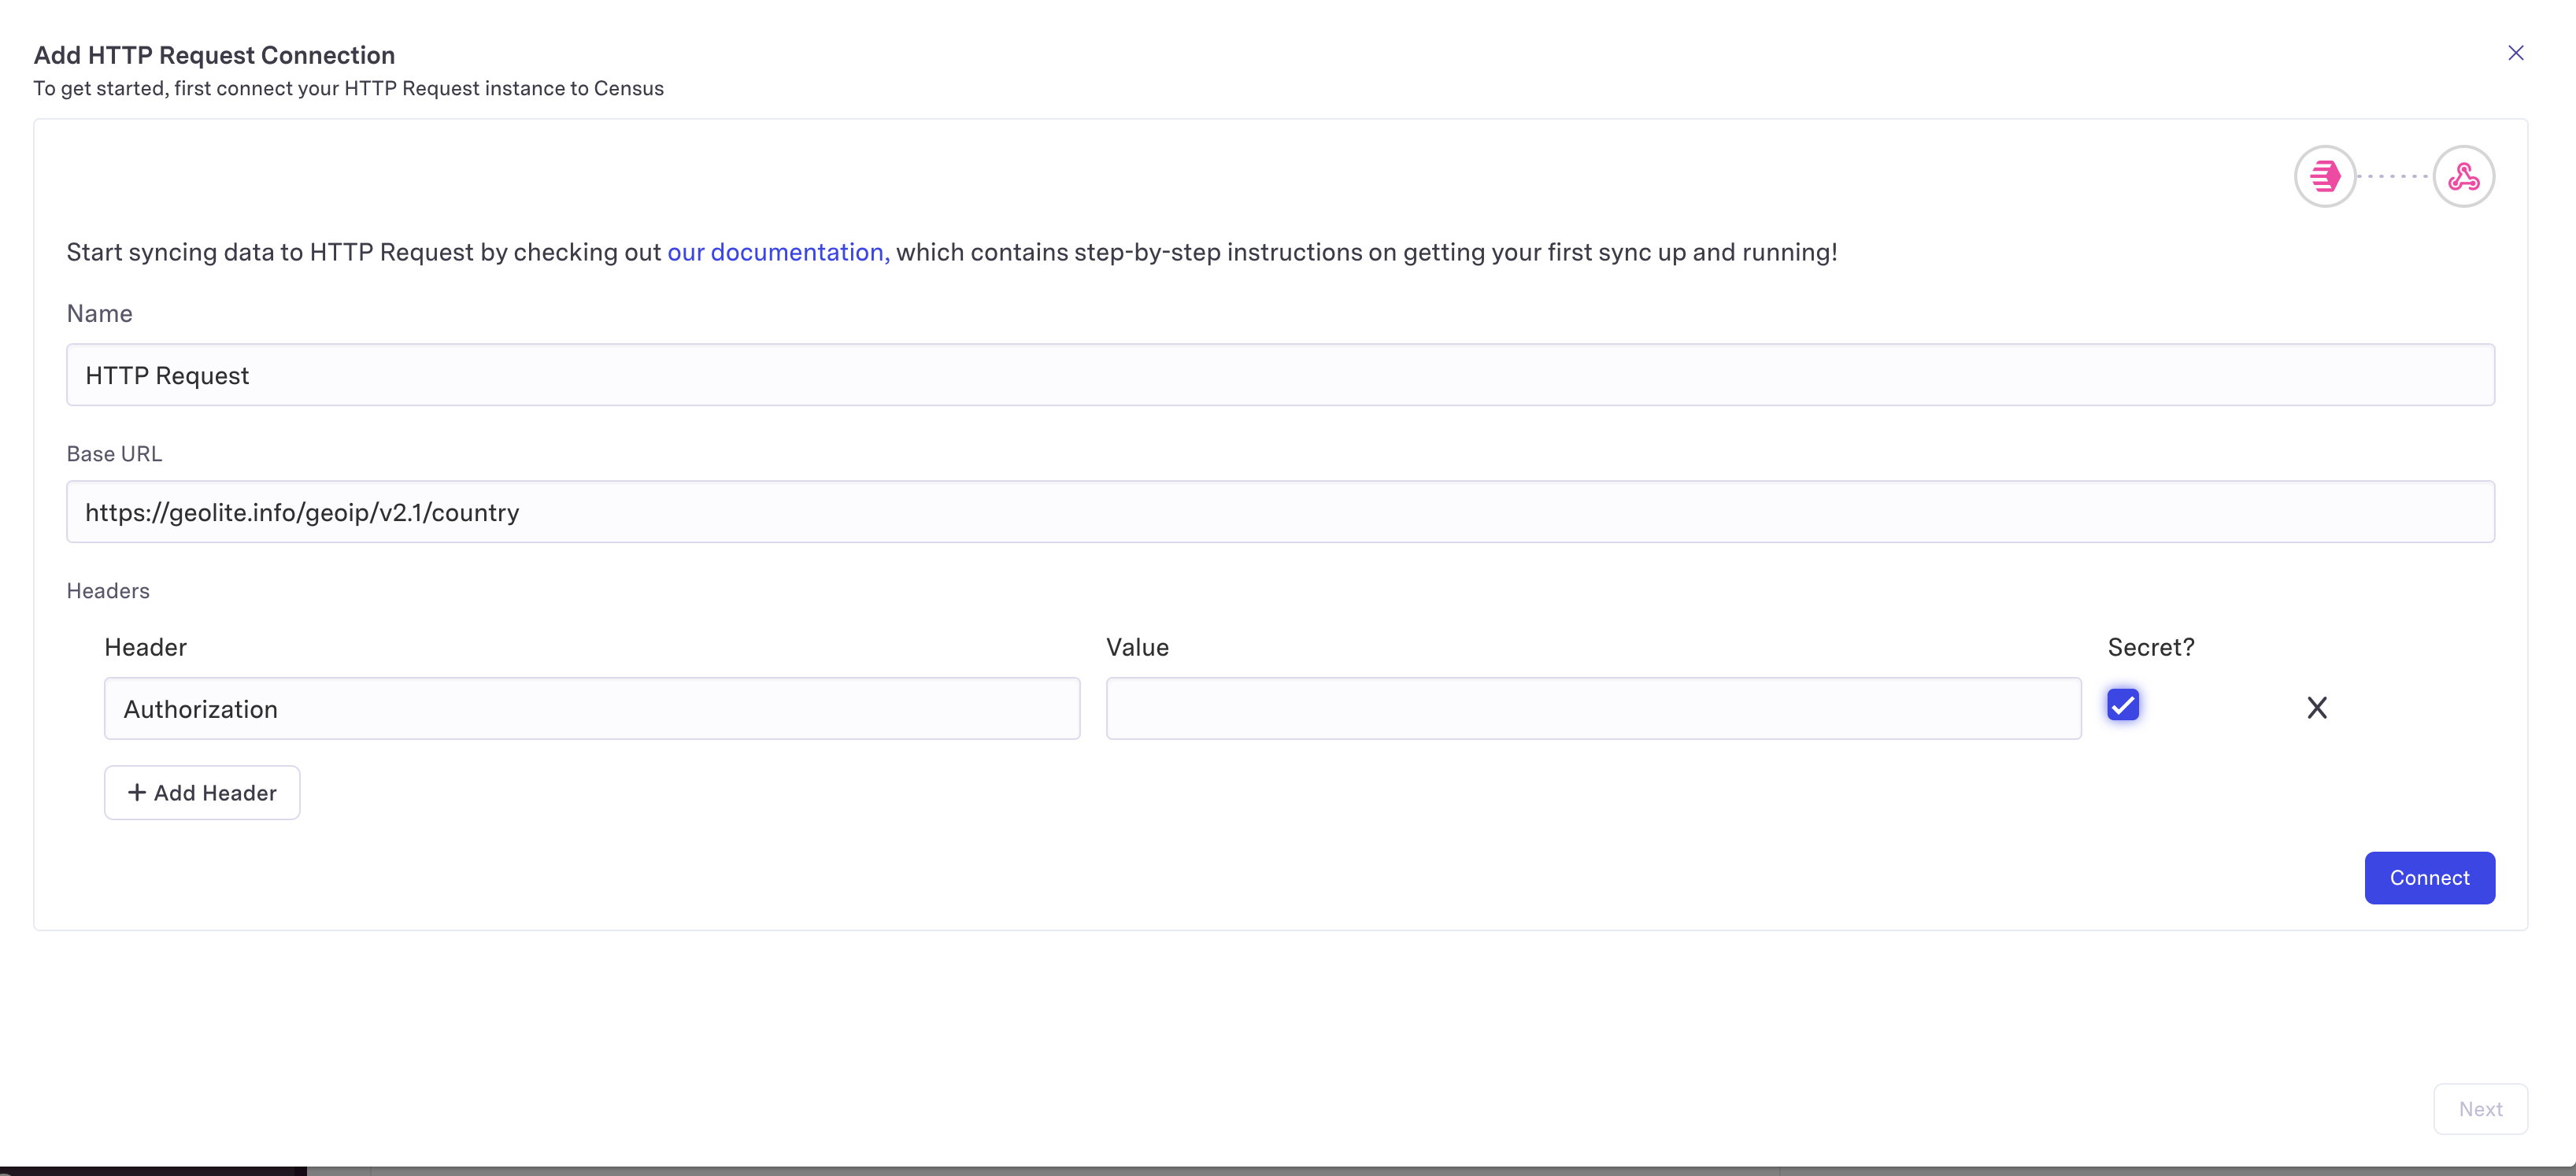 Add HTTP Request Connection
To get started, first connect your HTTP Request instance to Census
Start syncing data to HTTP Request by checking out our documentation, which contains step-by-step instructions on getting your first sync up and running!
Name
HTTP Request
Base URL
https://geolite.info/geoip/v2.1/country
Headers
Header Value Secret?
Authorization
+ Add Header
Connect
Next